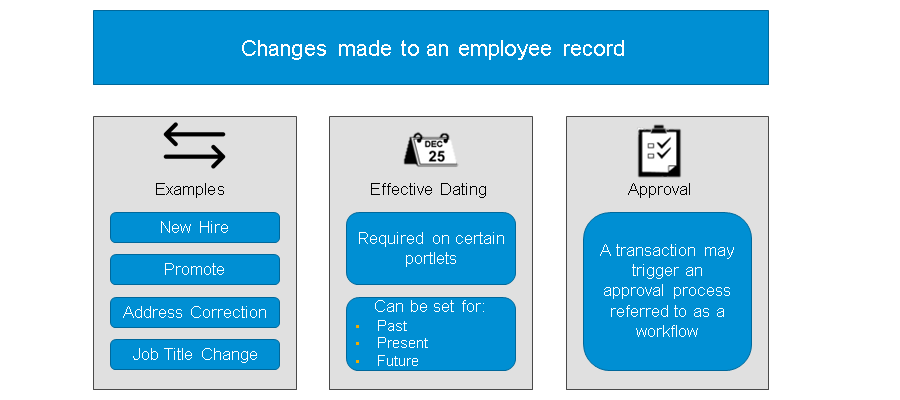 Changes made to an employee record
Examples
New Hire
Promote
Address Correction
Job Title Change
DEC
25
Effective Dating
Required on certain
portlets
Can be set for:
• Past
• Present
• Future
Approval
A transaction may
trigger an
approval process
referred to as a
workflow